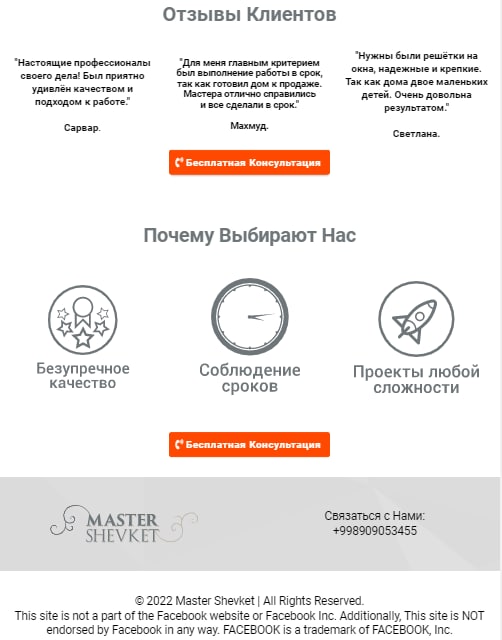 Отзывы Клиентов
"Настоящие профессионалы
своего дела! Был приятно
удивлён качеством и
подходом к работе."
Сарвар.
"Для меня главным критерием
был выполнение работы в срок,
так как готовил дом к продаже.
Мастера отлично справились
и все сделали в срок."
Махмуд.
"Нужны были решётки на
окна, надежные и крепкие.
Так как дома двое маленьких
детей. Очень довольна
результатом."
Светлана.
Бесплатная Консультация
Почему Выбирают Нас
Безупречное
качество
Соблюдение
сроков
Проекты любой
сложности
Бесплатная Консультация
MASTER
SHEVKET
Связаться с Нами:
+998909053455
© 2022 Master Shevket | All Rights Reserved.
This site is not a part of the Facebook website or Facebook Inc. Additionally, This site is NOT
endorsed by Facebook in any way. FACEBOOK is a trademark of FACEBOOK, Inc.